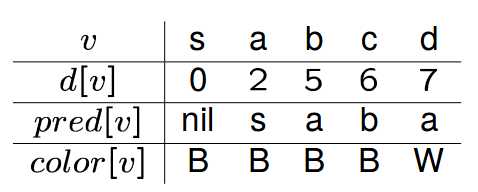 v s a b c d
d[v] 0 2 5 6 7
pred[v] nil s a b a
color[v] B B B B W